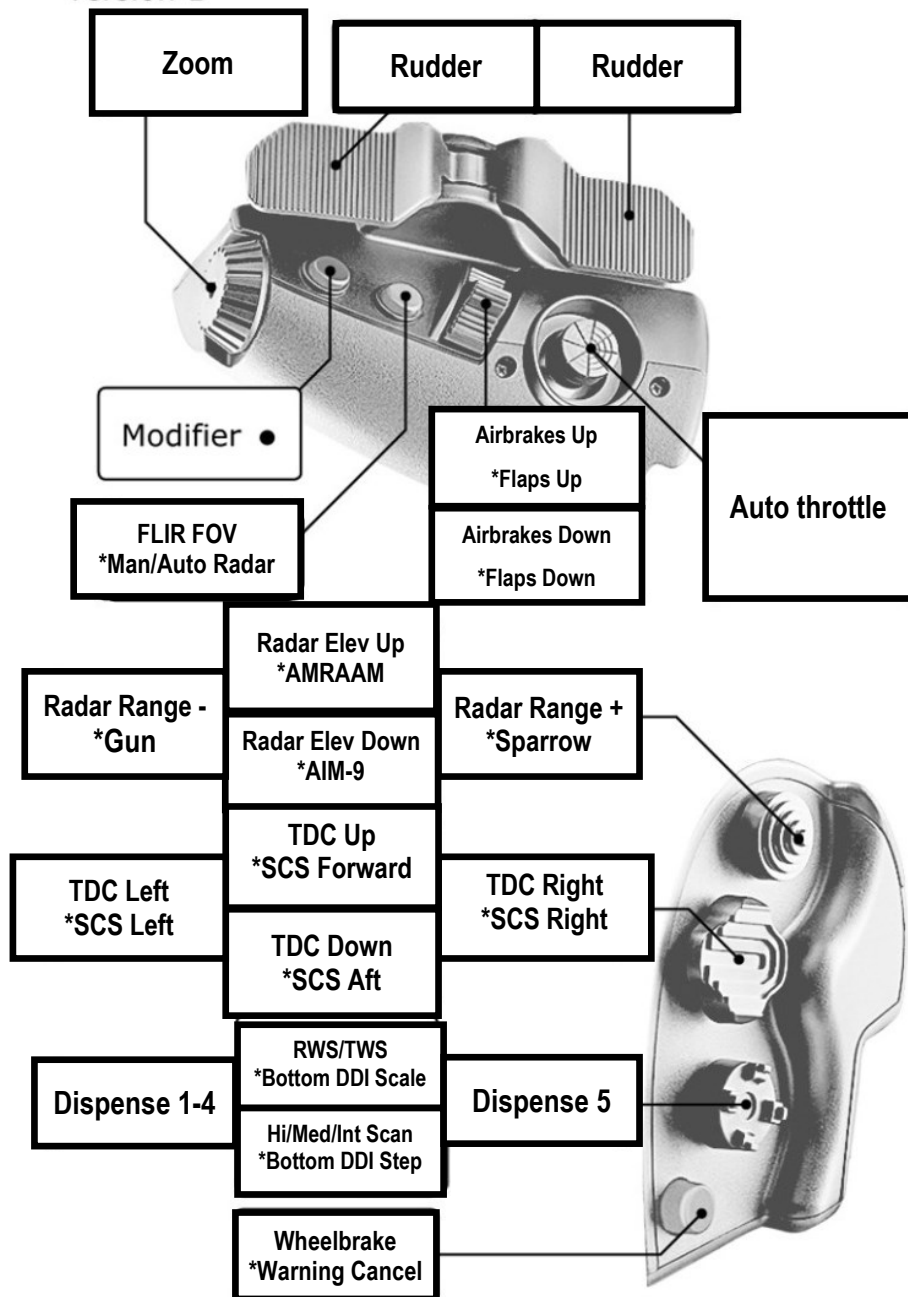 Zoom
Rudder
Rudder
Modifier ●
Airbrakes Up
*Flaps Up
Airbrakes Down
*Flaps Down
Auto throttle
FLIR FOV
*Man/Auto Radar
Radar Elev Up
*AMRAAM
Radar Range -
*Gun
Radar Range +
*Sparrow
Radar Elev Down
*AIM-9
TDC Up
*SCS Forward
TDC Left
*SCS Left
TDC Right
*SCS Right
TDC Down
*SCS Aft
RWS/TWS
*Bottom DDI Scale
Dispense 1-4
Dispense 5
Hi/Med/Int Scan
*Bottom DDI Step
Wheelbrake
*Warning Cancel